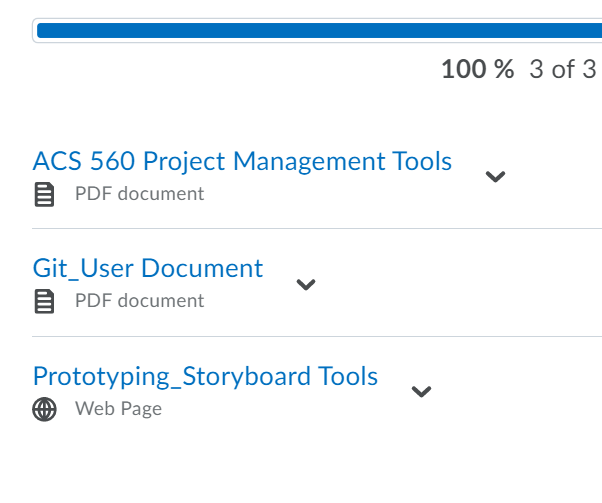 100 % 3 of 3
ACS 560 Project Management Tools
PDF document
Git_User Document
PDF document
Prototyping_Storyboard Tools
Web Page